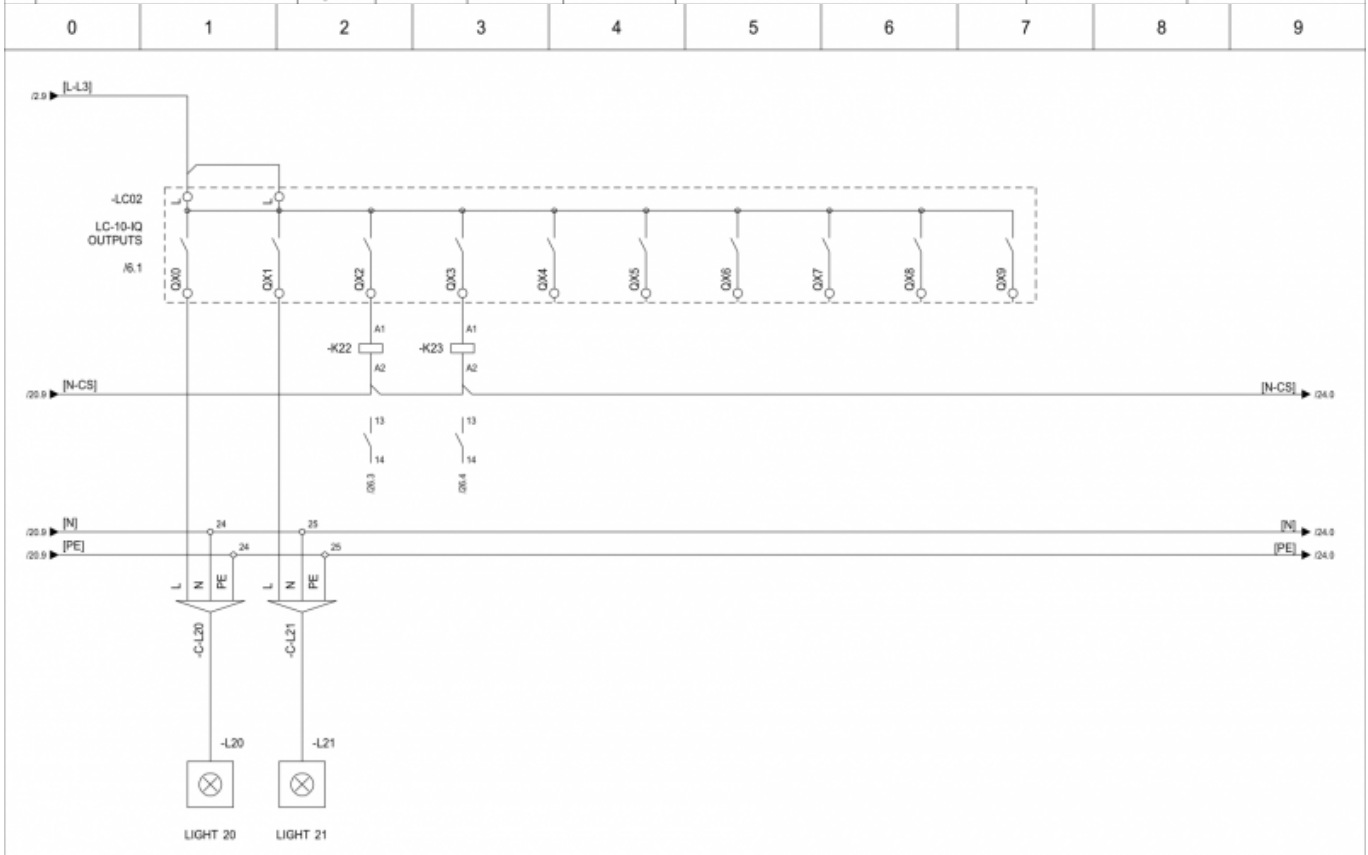 0 1 2 3 4 5 6 7 8 9
/2.9 [L-L3]
-LC02
L L
LC-10-IQ
OUTPUTS
/6.1
QX0 QX1 QX2 QX3 QX4 QX5 QX6 QX7 QX8 QX9
A1 A1
-K22 -K23
A2 A2
/20.9 [N-CS] [N-CS] /24.0
13 13
14 14
/26.3 /26.4
/20.9 [N] 24 25 [N] /24.0
/20.9 [PE] 24 25 [PE] /24.0
L N PE L N PE
-C-L20 -C-L21
-L20 -L21
LIGHT 20 LIGHT 21